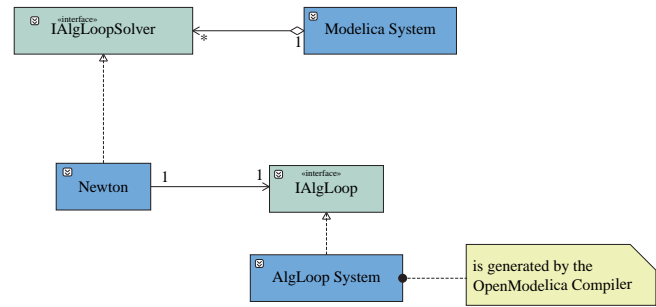 «interface»
IAlgLoopSolver
Modelica System
*
1
Newton
1
1
«interface»
IAlgLoop
AlgLoop System
is generated by the
OpenModelica Compiler